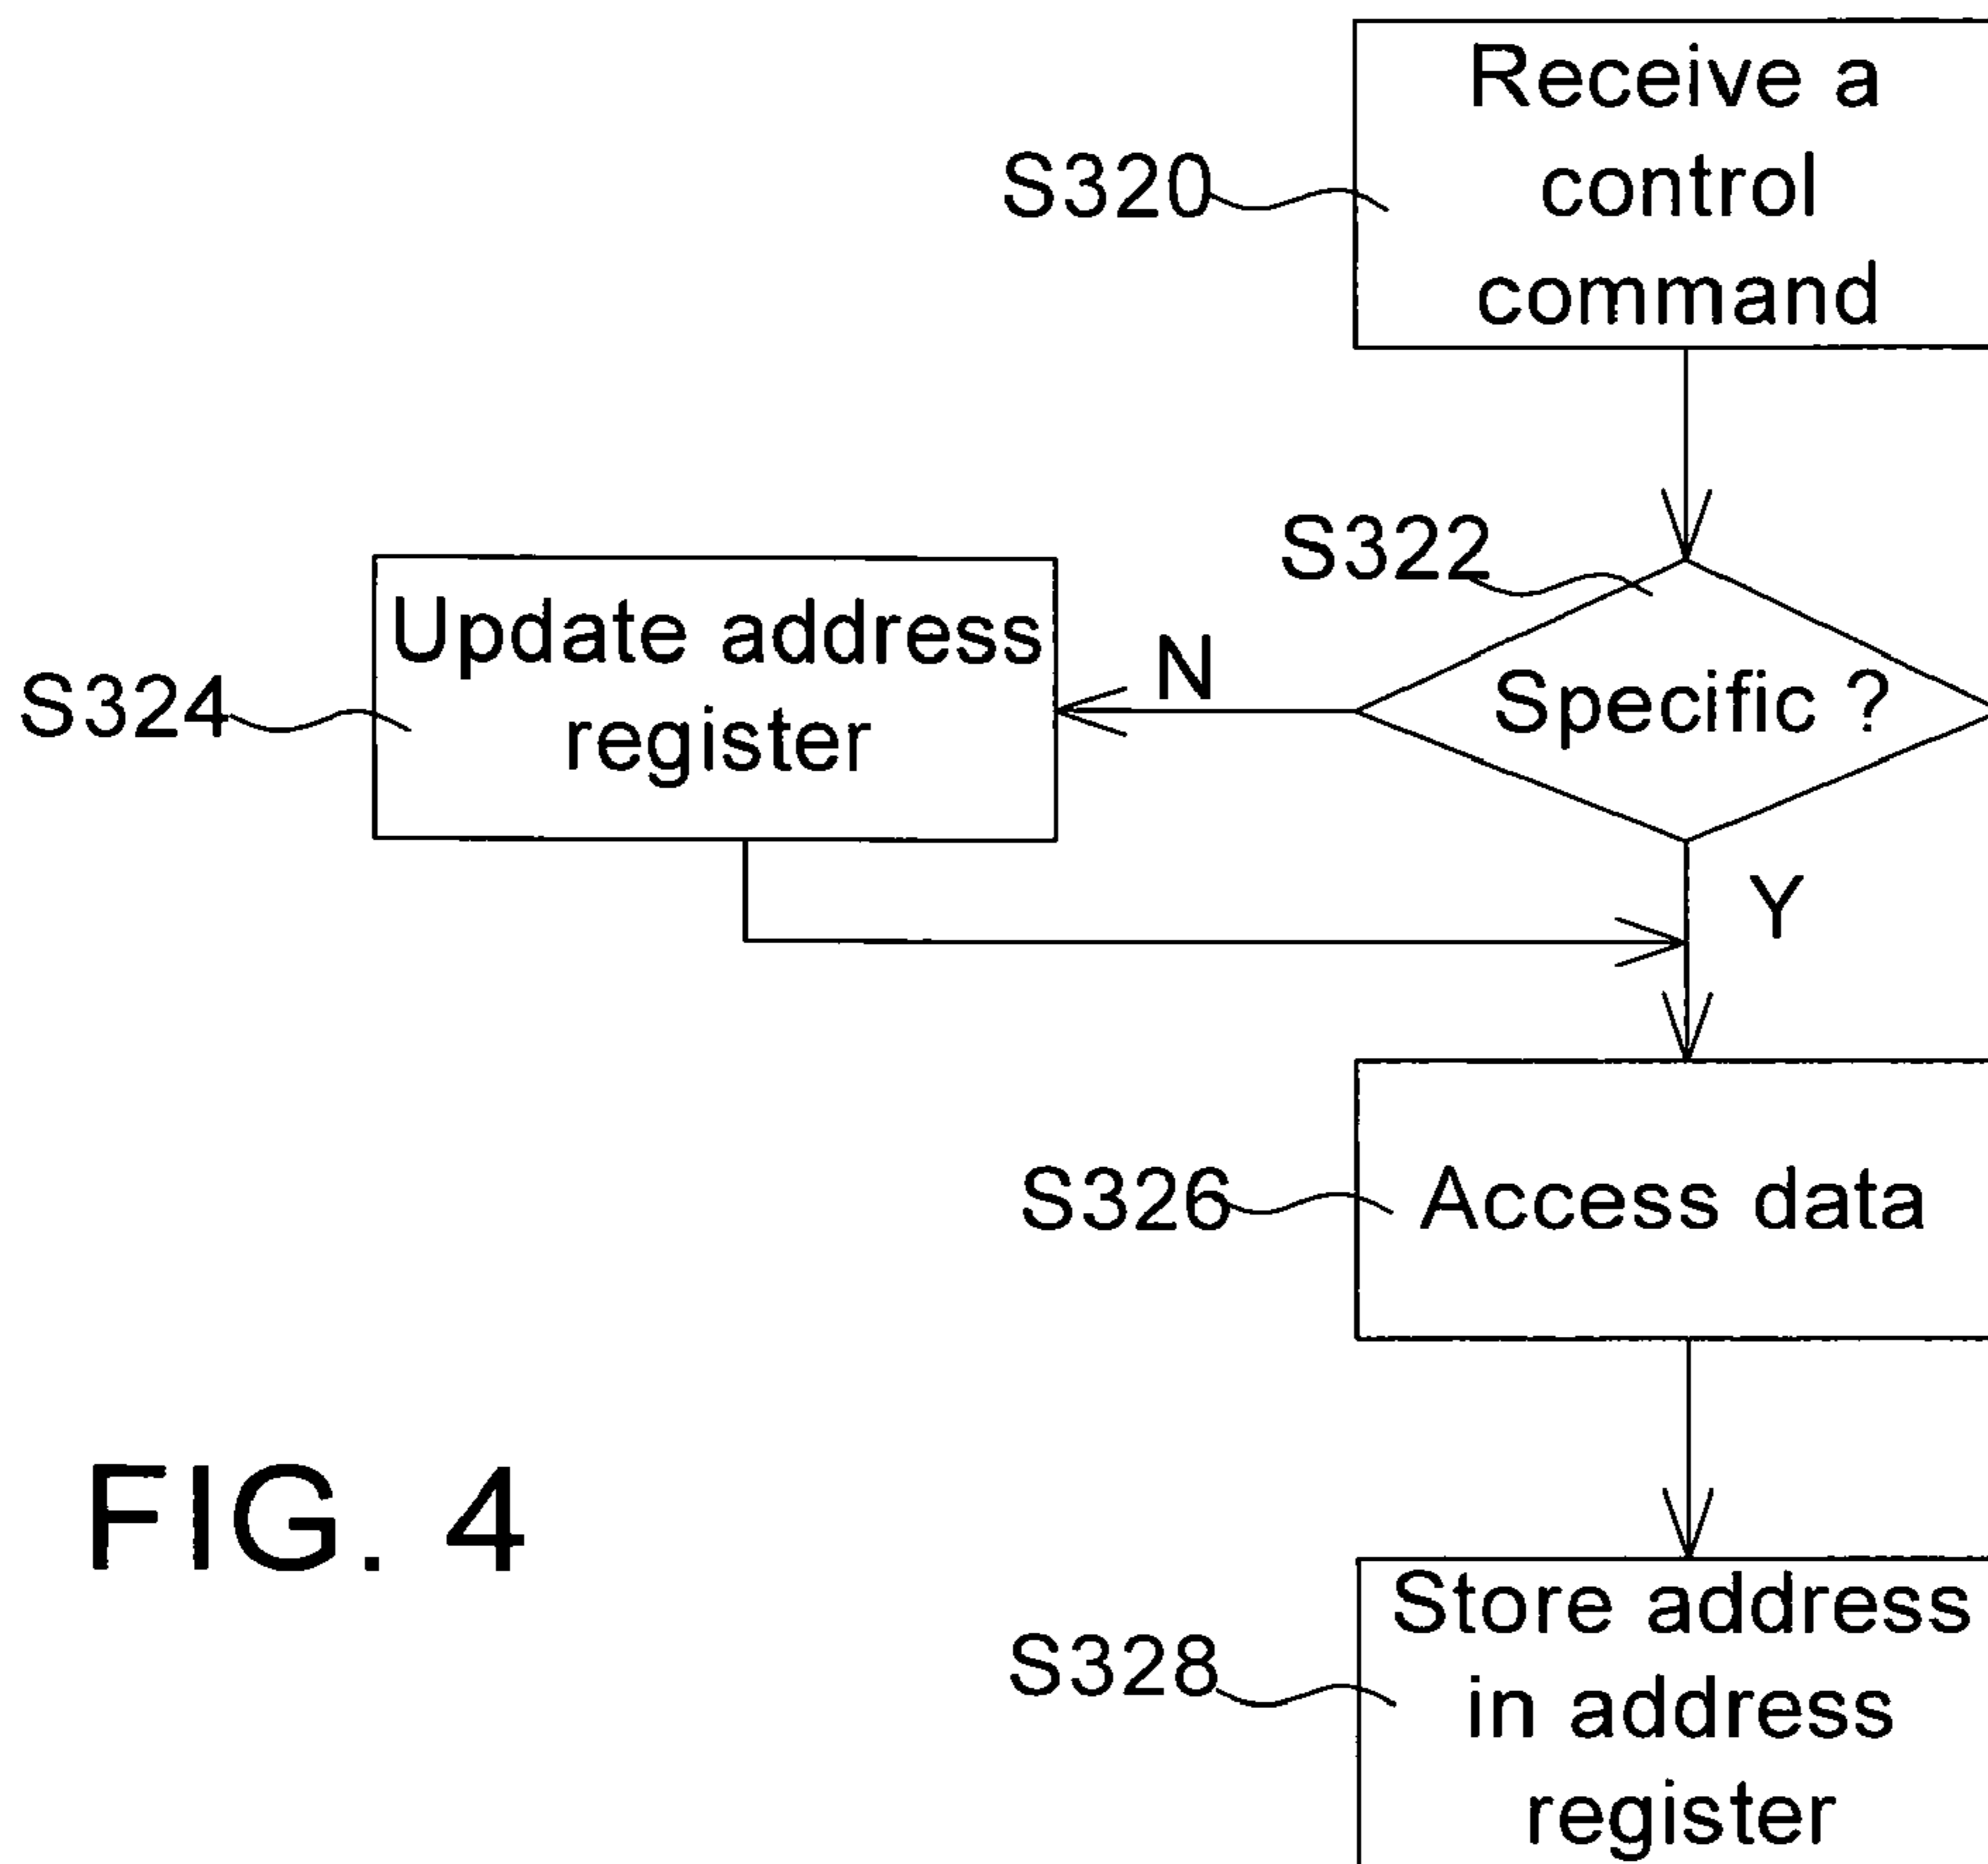 Receive a
control
command
S320
S322
Specific ?
N
Y
Update address
register
S324
S326
Access data
S328
Store address
in address
register
FIG. 4